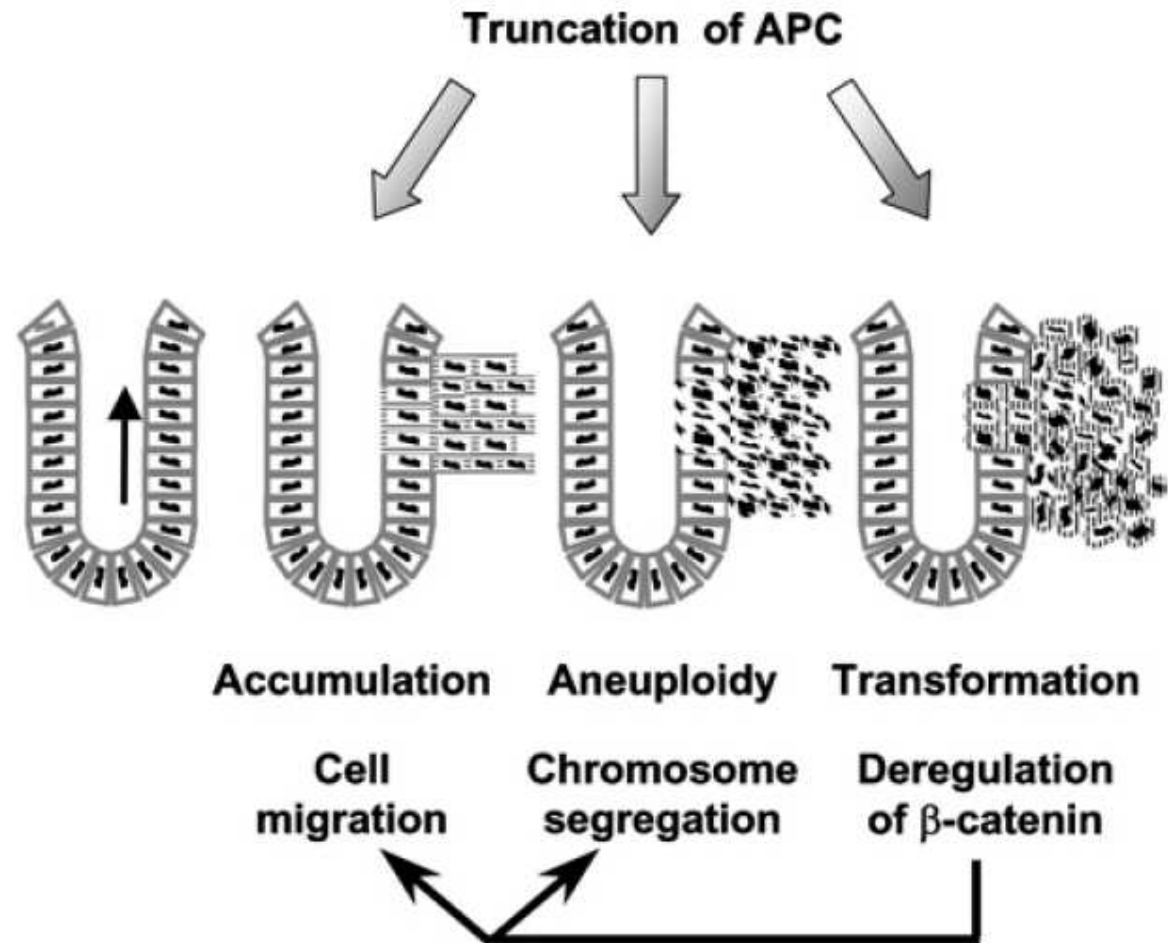 Truncation of APC
Accumulation Aneuploidy Transformation
Cell Chromosome Deregulation
migration segregation of β-catenin